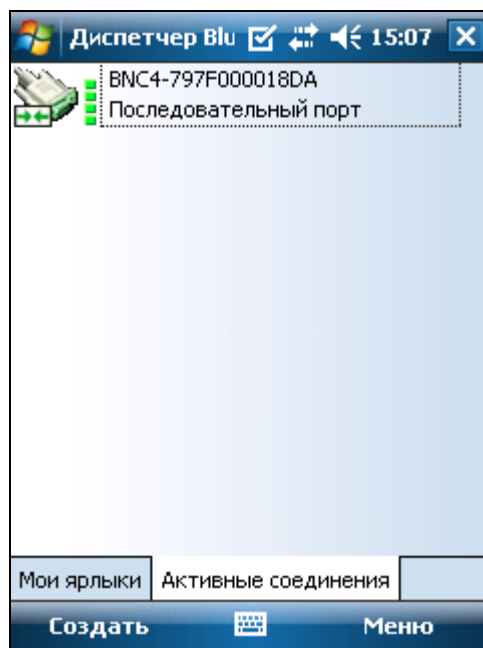 Диспетчер Blu 15:07
BNC4-797F000018DA
Последовательный порт
Мои ярлыки Активные соединения
Создать Меню